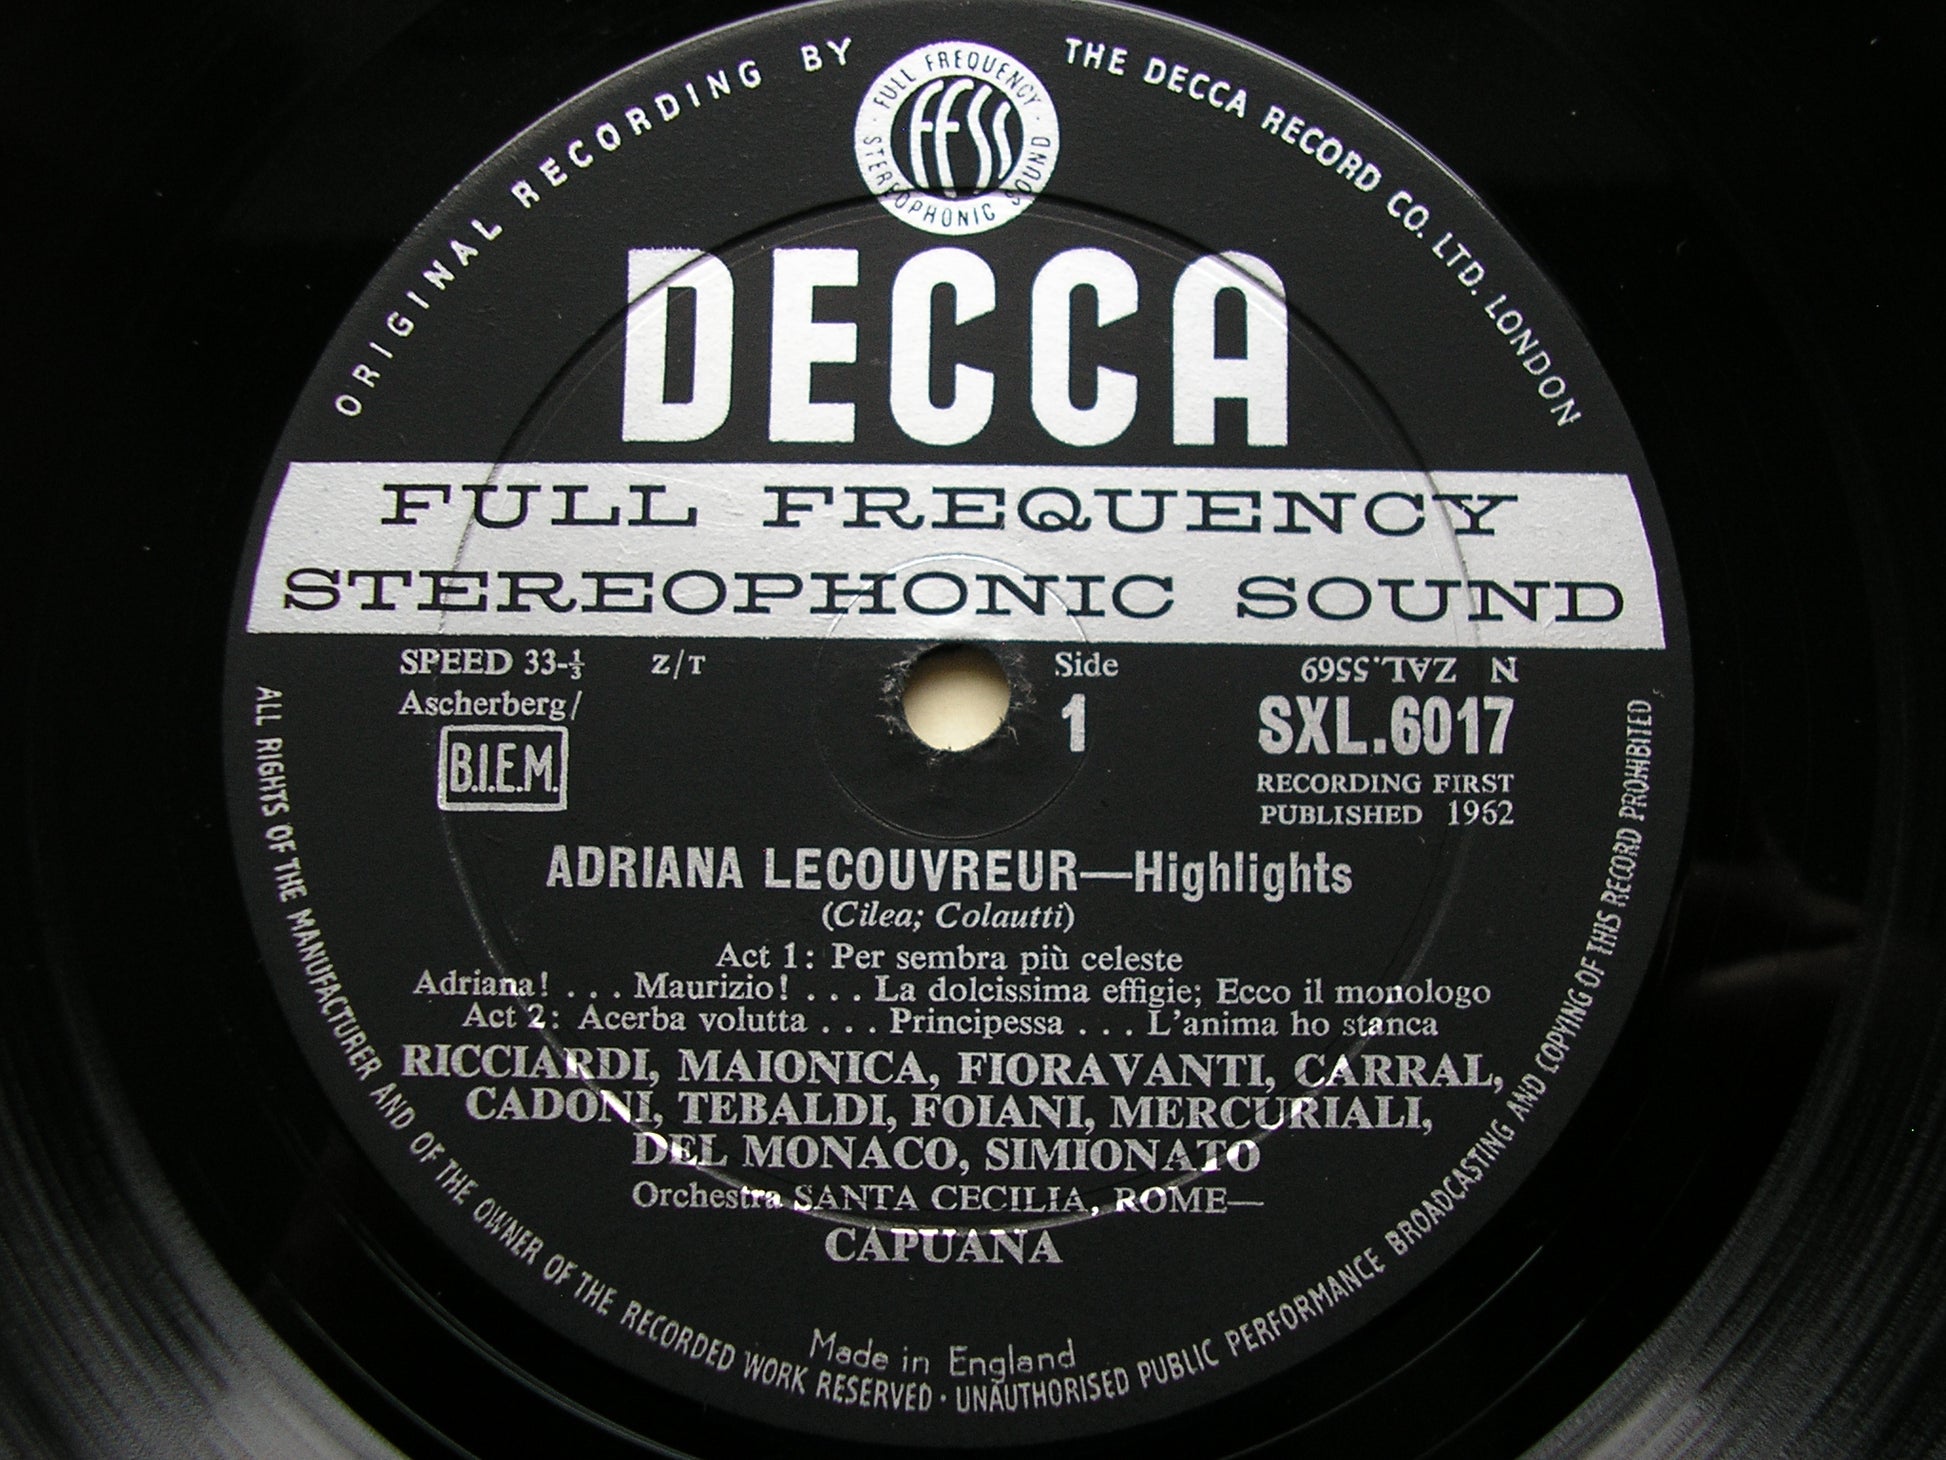 ORIGINAL RECORDING BY
THE DECCA RECORD CO. LTD. LONDON
FULL FREQUENCY
STEREOPHONIC SOUND
FFSS
DECCA
FULL FREQUENCY
STEREOPHONIC SOUND
SPEED 33-⅓ Z/T
Ascherberg/
B.I.E.M.
Side
1
N ZAL.5569
SXL.6017
RECORDING FIRST
PUBLISHED 1962
ADRIANA LECOUVREUR—Highlights
(Cilea; Colautti)
Act 1: Per sembra più celeste
Adriana! . . . Maurizio! . . . La dolcissima effigie; Ecco il monologo
Act 2: Acerba volutta . . . Principessa . . . L'anima ho stanca
RICCIARDI, MAIONICA, FIORAVANTI, CARRAL,
CADONI, TEBALDI, FOIANI, MERCURIALI,
DEL MONACO, SIMIONATO
Orchestra SANTA CECILIA, ROME—
CAPUANA
Made in England
ALL RIGHTS OF THE MANUFACTURER AND OF THE OWNER OF THE RECORDED WORK RESERVED · UNAUTHORISED PUBLIC PERFORMANCE BROADCASTING AND COPYING OF THIS RECORD PROHIBITED